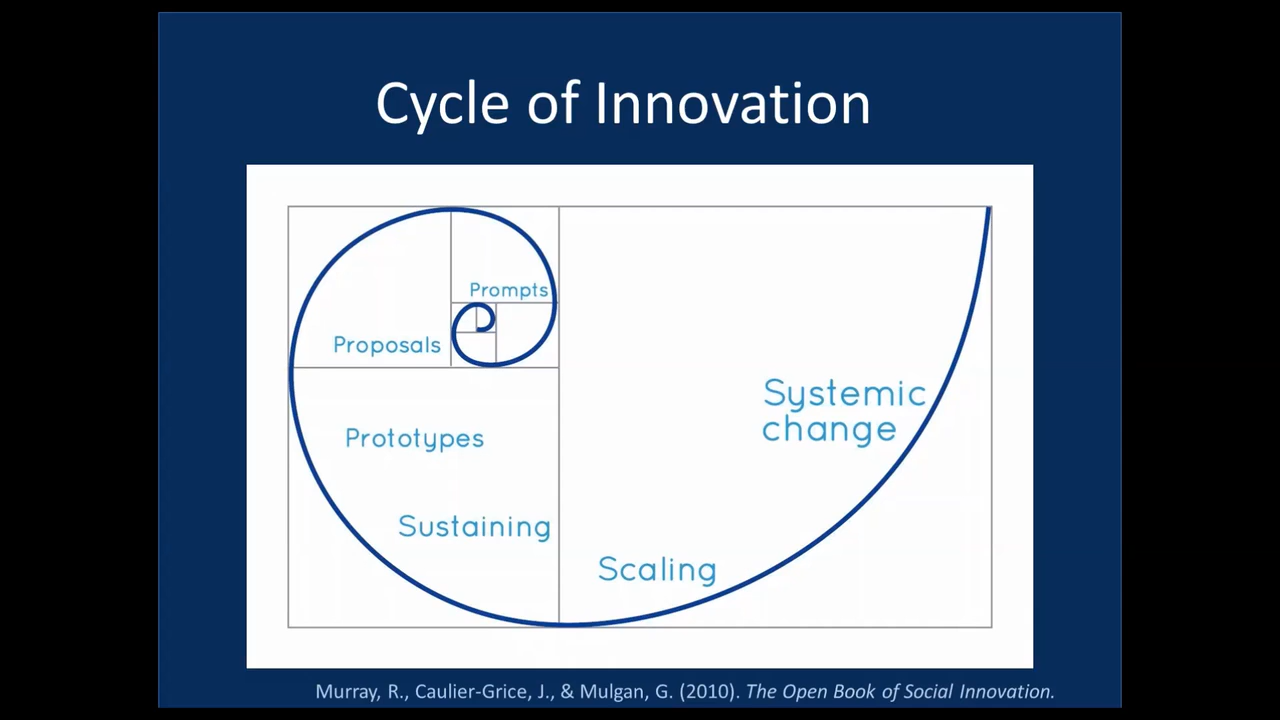 Cycle of Innovation
Prompts
Proposals
Prototypes
Sustaining
Scaling
Systemic
change
Murray, R., Caulier-Grice, J., & Mulgan, G. (2010). The Open Book of Social Innovation.